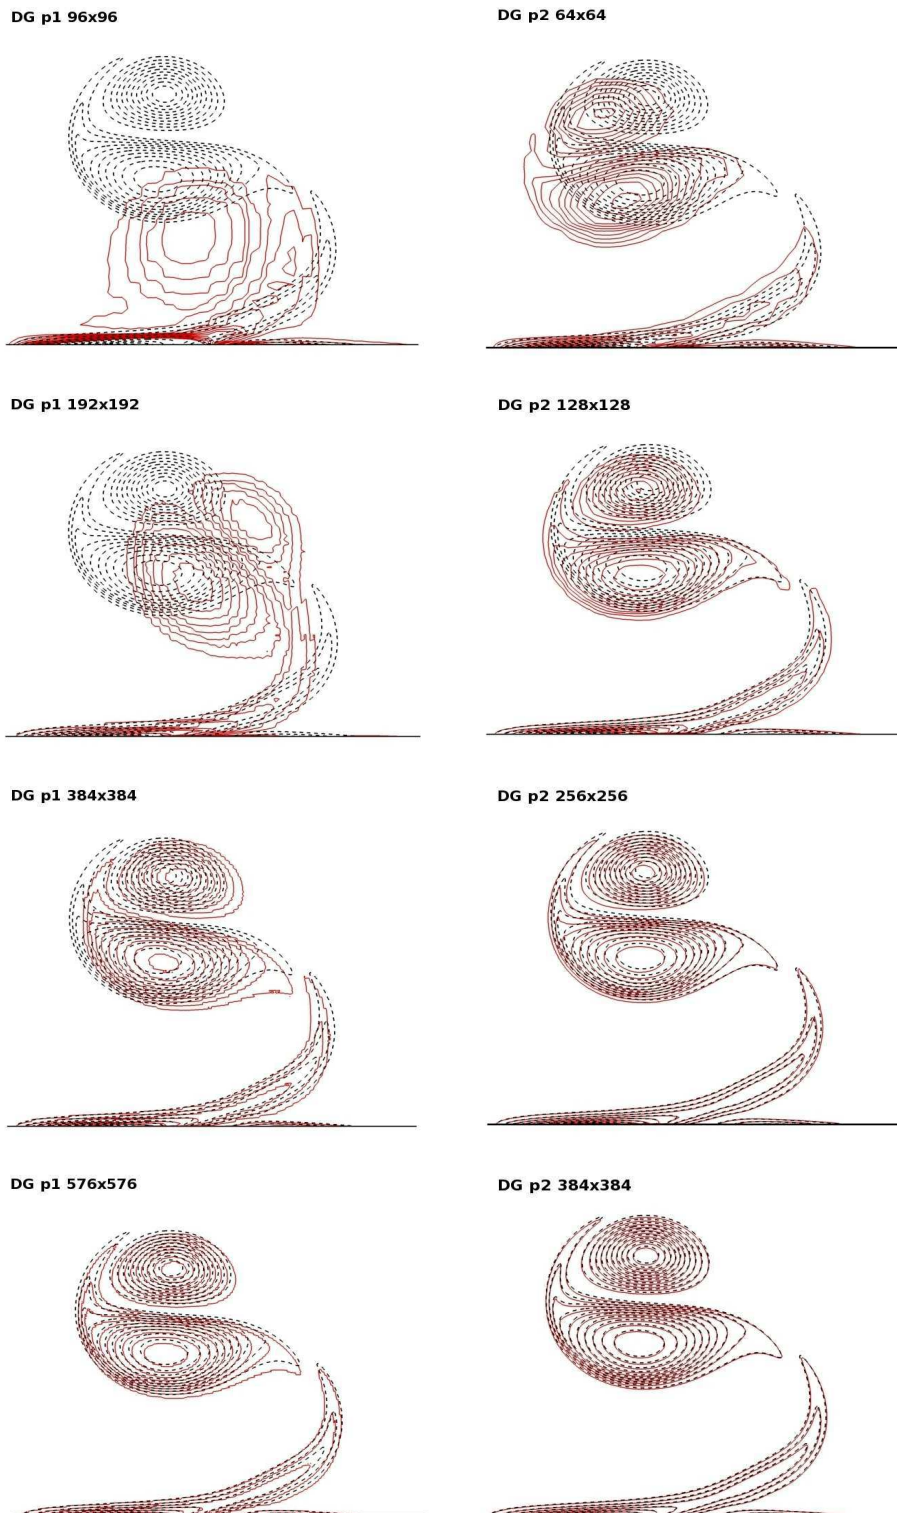 DG p1 96x96
DG p2 64x64
DG p1 192x192
DG p2 128x128
DG p1 384x384
DG p2 256x256
DG p1 576x576
DG p2 384x384